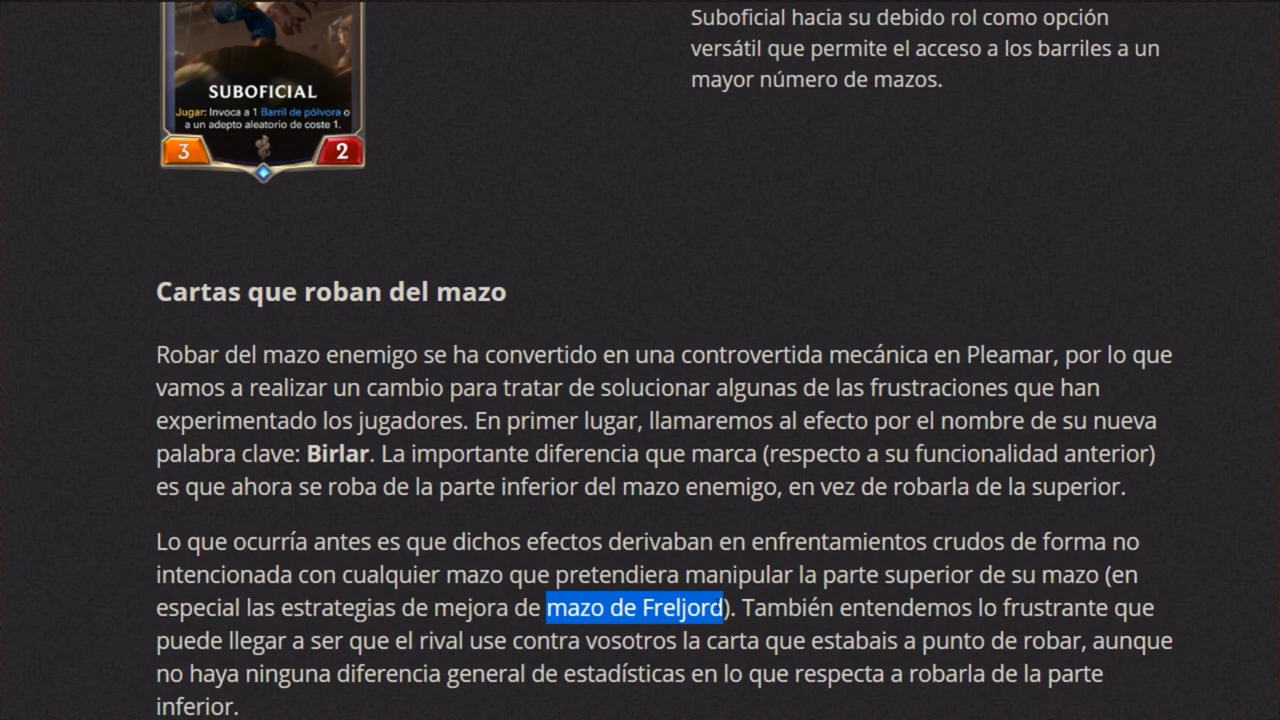 Suboficial hacia su debido rol como opción
versátil que permite el acceso a los barriles a un
mayor número de mazos.
SUBOFICIAL
Jugar: Invoca a 1 Barril de pólvora o
a un adepto aleatorio de coste 1.
3
2
Cartas que roban del mazo
Robar del mazo enemigo se ha convertido en una controvertida mecánica en Pleamar, por lo que
vamos a realizar un cambio para tratar de solucionar algunas de las frustraciones que han
experimentado los jugadores. En primer lugar, llamaremos al efecto por el nombre de su nueva
palabra clave: Birlar. La importante diferencia que marca (respecto a su funcionalidad anterior)
es que ahora se roba de la parte inferior del mazo enemigo, en vez de robarla de la superior.
Lo que ocurría antes es que dichos efectos derivaban en enfrentamientos crudos de forma no
intencionada con cualquier mazo que pretendiera manipular la parte superior de su mazo (en
especial las estrategias de mejora de mazo de Freljord). También entendemos lo frustrante que
puede llegar a ser que el rival use contra vosotros la carta que estabais a punto de robar, aunque
no haya ninguna diferencia general de estadísticas en lo que respecta a robarla de la parte
inferior.